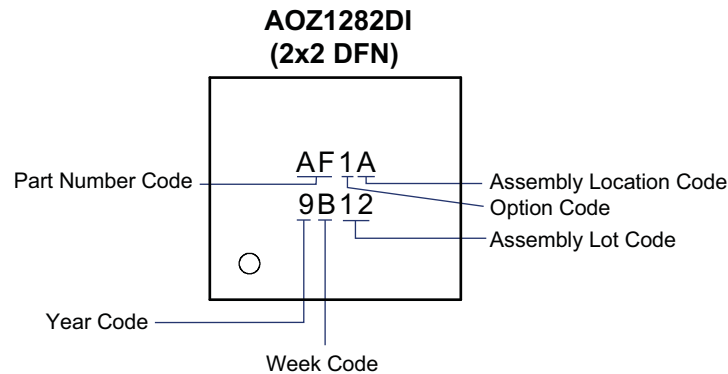 AOZ1282DI
(2x2 DFN)
AF1A
Part Number Code
Assembly Location Code
Option Code
9B12
Assembly Lot Code
Year Code
Week Code